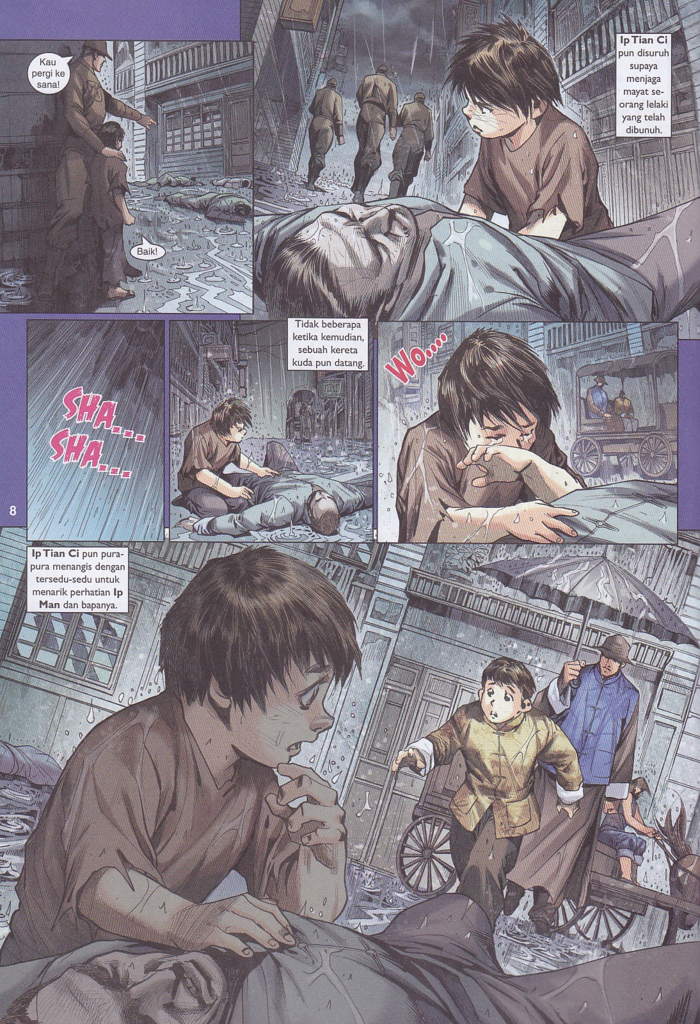 Kau
pergi ke
sana!
Baik!
Ip Tian Ci
pun disuruh
supaya
menjaga
mayat se-
orang lelaki
yang telah
dibunuh.
SHA...
SHA...
Tidak beberapa
ketika kemudian,
sebuah kereta
kuda pun datang.
Wo....
8
Ip Tian Ci pun pura-
pura menangis dengan
tersedu-sedu untuk
menarik perhatian Ip
Man dan bapanya.